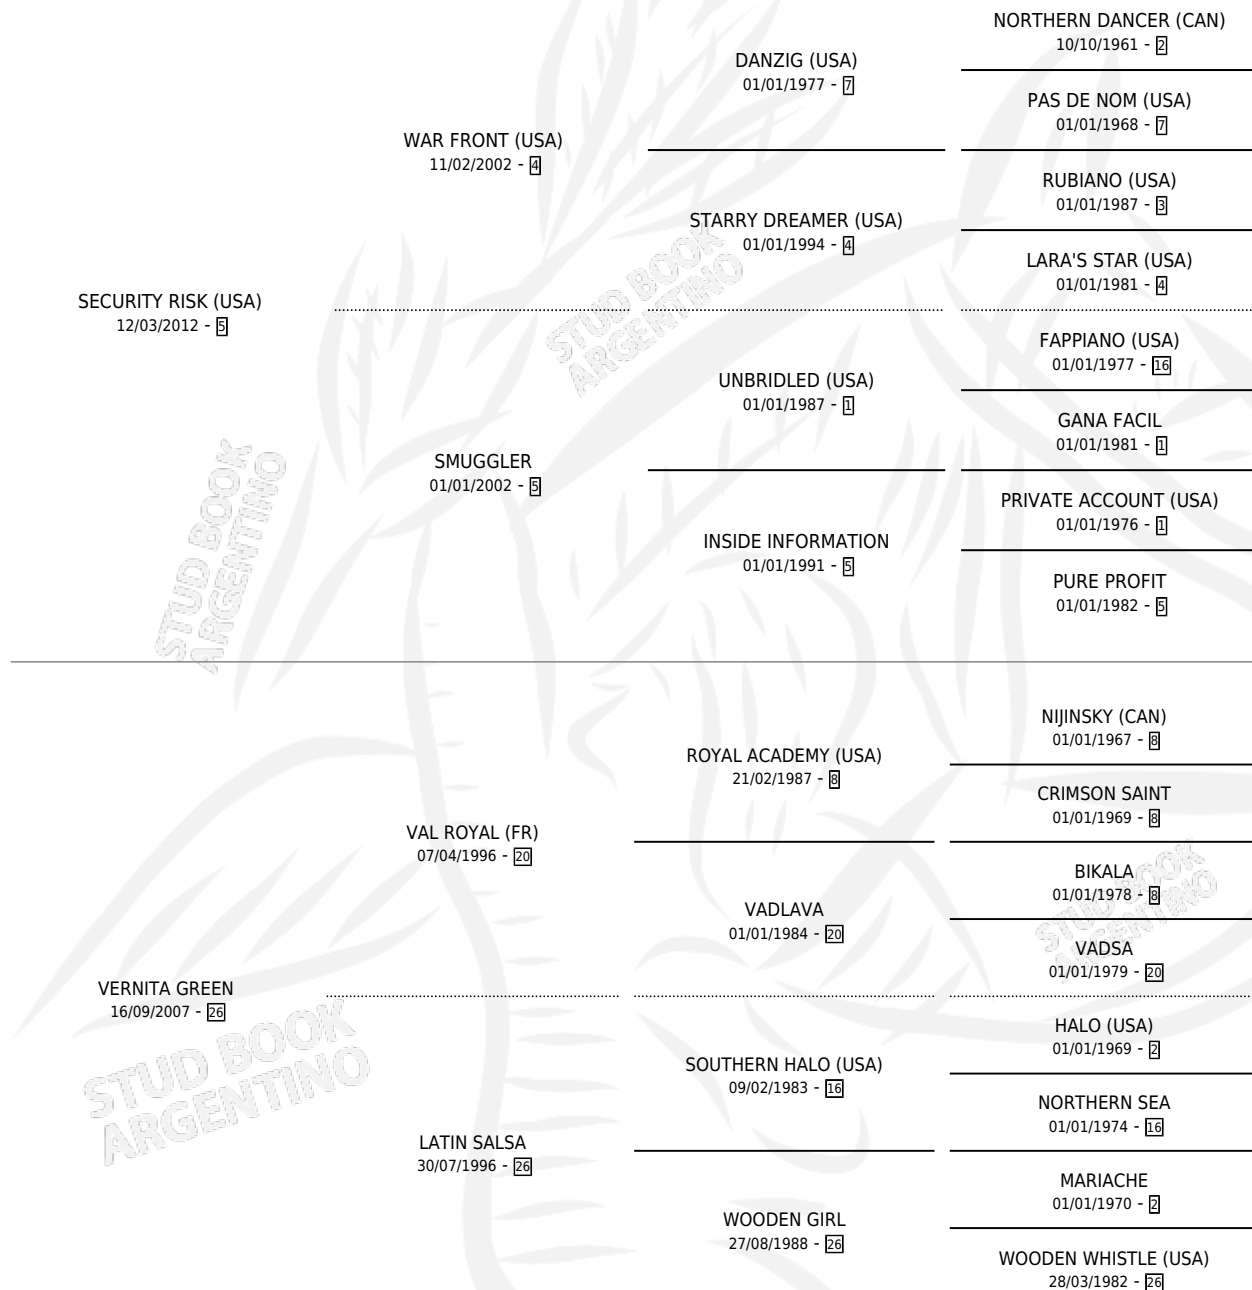 NORTHERN DANCER (CAN)
10/10/1961 - 2
DANZIG (USA)
01/01/1977 - 7
PAS DE NOM (USA)
01/01/1968 - 7
WAR FRONT (USA)
11/02/2002 - 4
RUBIANO (USA)
01/01/1987 - 3
STARRY DREAMER (USA)
01/01/1994 - 4
LARA'S STAR (USA)
01/01/1981 - 4
SECURITY RISK (USA)
12/03/2012 - 5
STUD BOOK
ARGENTINO
FAPPIANO (USA)
01/01/1977 - 16
UNBRIDLED (USA)
01/01/1987 - 1
GANA FACIL
01/01/1981 - 1
SMUGGLER
01/01/2002 - 5
PRIVATE ACCOUNT (USA)
01/01/1976 - 1
INSIDE INFORMATION
01/01/1991 - 5
PURE PROFIT
01/01/1982 - 5
STUD BOOK
ARGENTINO
NIJINSKY (CAN)
01/01/1967 - 8
ROYAL ACADEMY (USA)
21/02/1987 - 8
CRIMSON SAINT
01/01/1969 - 8
VAL ROYAL (FR)
07/04/1996 - 20
BIKALA
01/01/1978 - 8
VADLAVA
01/01/1984 - 20
STUD BOOK
ARGENTINO
VADSA
01/01/1979 - 20
VERNITA GREEN
16/09/2007 - 26
STUD BOOK
ARGENTINO
HALO (USA)
01/01/1969 - 2
SOUTHERN HALO (USA)
09/02/1983 - 16
NORTHERN SEA
01/01/1974 - 16
LATIN SALSA
30/07/1996 - 26
MARIACHE
01/01/1970 - 2
WOODEN GIRL
27/08/1988 - 26
WOODEN WHISTLE (USA)
28/03/1982 - 26